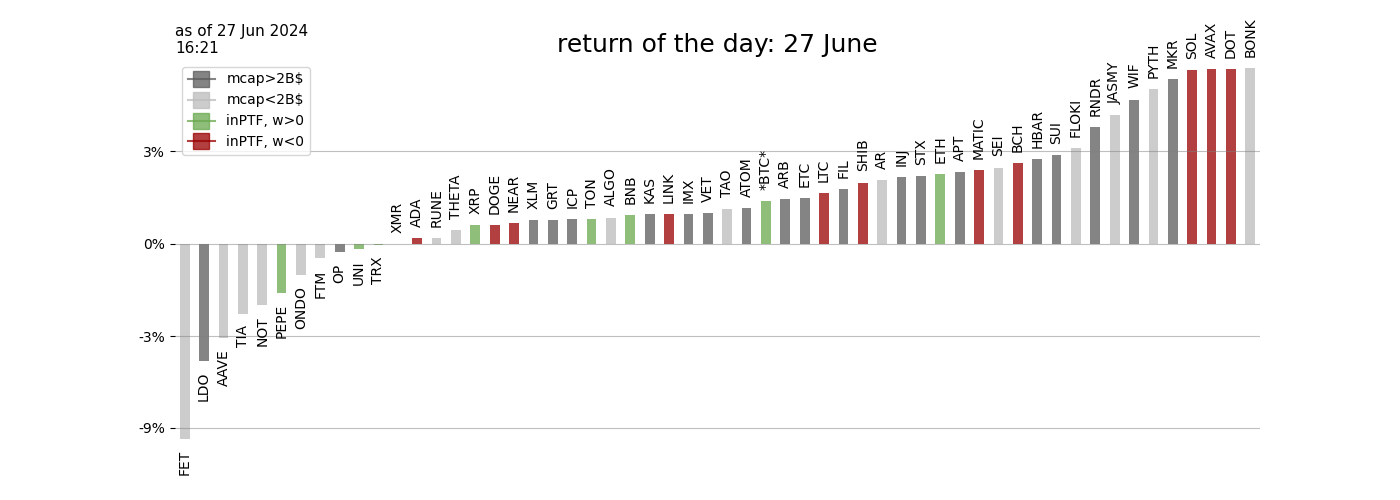 as of 27 Jun 2024
16:21
return of the day: 27 June
mcap>2B$
mcap<2B$
inPTF, w>0
inPTF, w<0
3%
0%
-3%
-9%
FET
LDO
AAVE
TIA
NOT
PEPE
ONDO
FTM
OP
UNI
TRX
XMR
ADA
RUNE
THETA
XRP
DOGE
NEAR
XLM
GRT
ICP
TON
ALGO
BNB
KAS
LINK
IMX
VET
TAO
ATOM
*BTC*
ARB
ETC
LTC
FIL
SHIB
AR
INJ
STX
ETH
APT
MATIC
SEI
BCH
HBAR
SUI
FLOKI
RNDR
JASMY
WIF
PYTH
MKR
SOL
AVAX
DOT
BONK